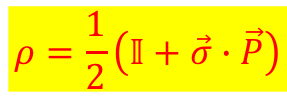 ρ = 1/2 (𝕀 + σ⃗ · P⃗)